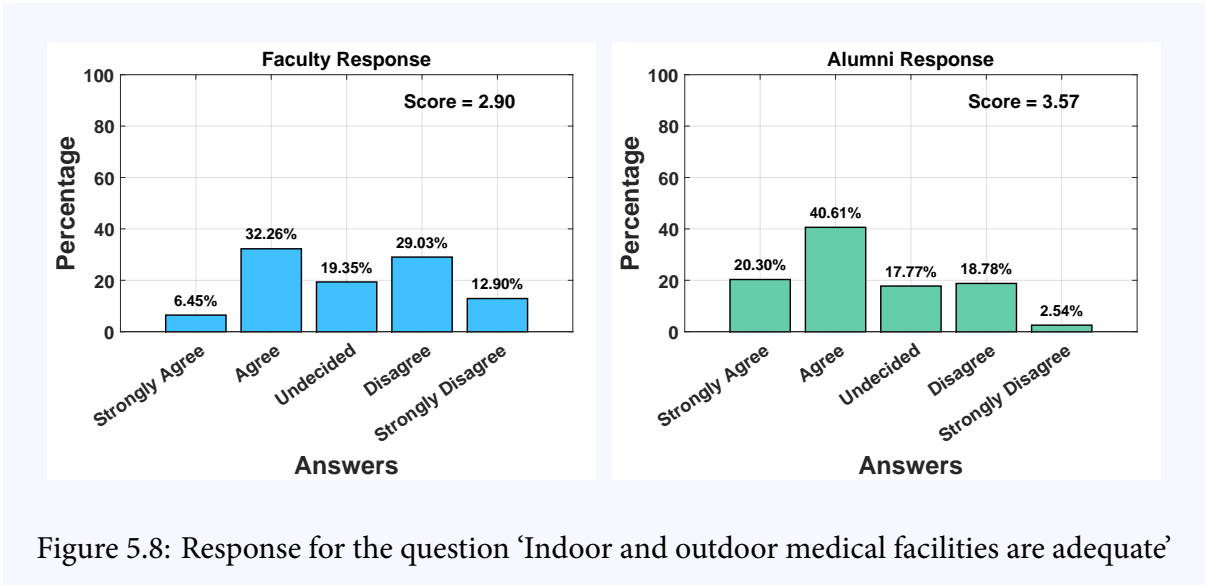 Faculty Response
Score = 2.90
Percentage
100
80
60
40
20
0
6.45%
32.26%
19.35%
29.03%
12.90%
Strongly Agree
Agree
Undecided
Disagree
Strongly Disagree
Answers
Alumni Response
Score = 3.57
Percentage
100
80
60
40
20
0
20.30%
40.61%
17.77%
18.78%
2.54%
Strongly Agree
Agree
Undecided
Disagree
Strongly Disagree
Answers
Figure 5.8: Response for the question ‘Indoor and outdoor medical facilities are adequate’